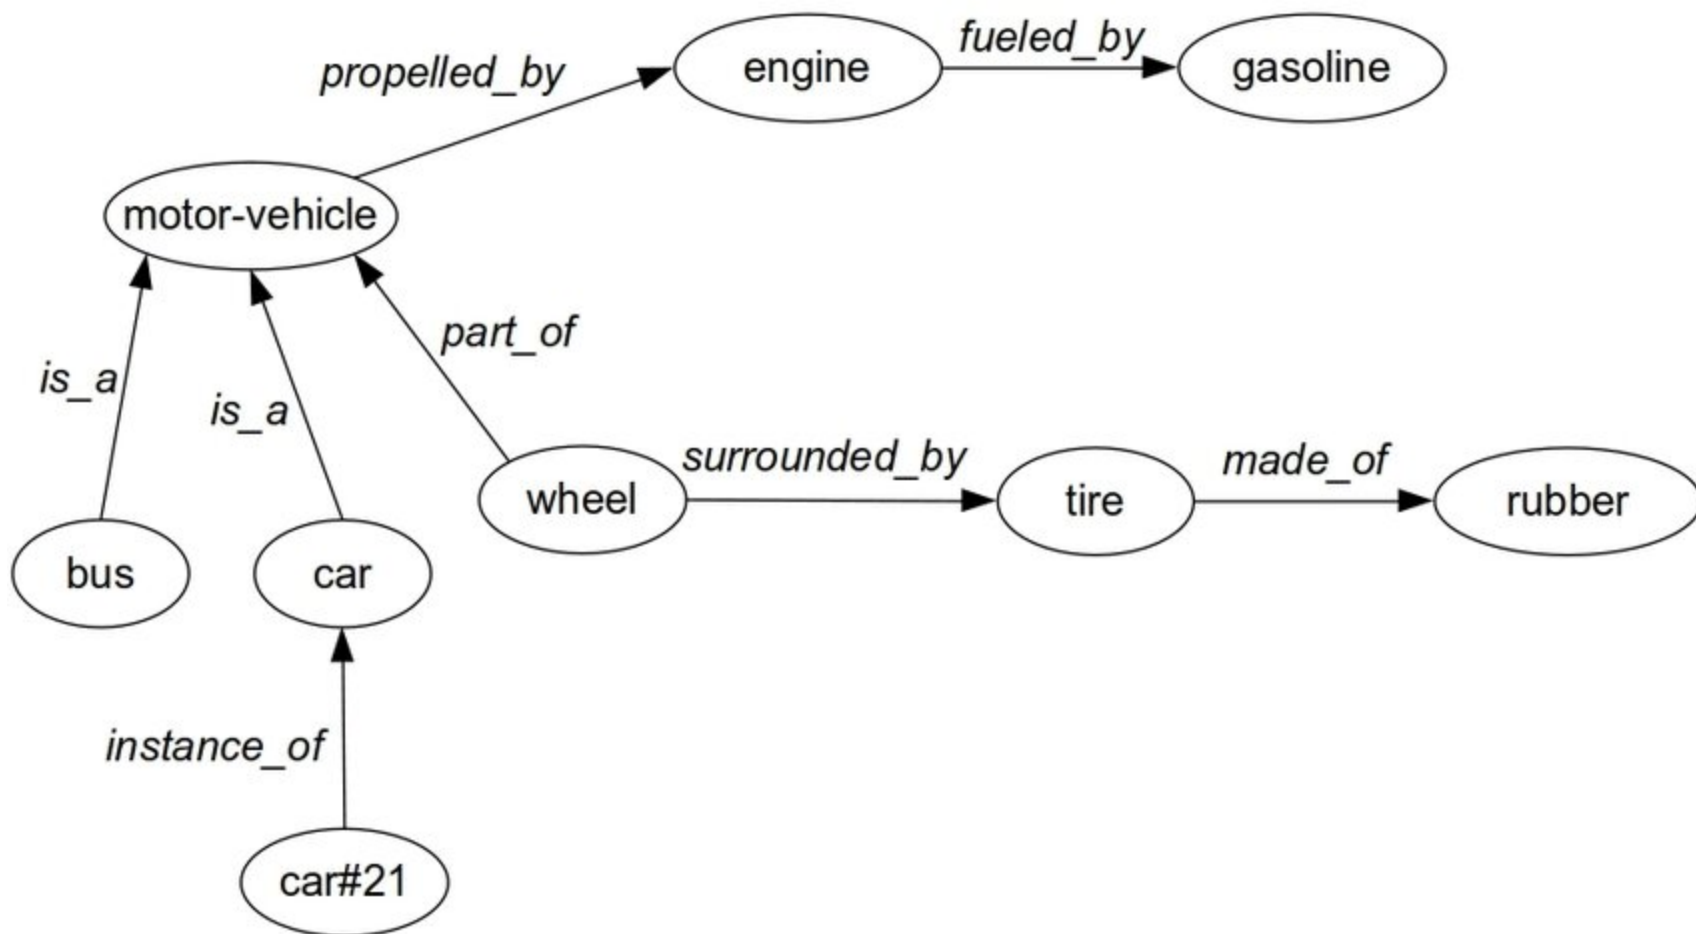 propelled_by
engine
fueled_by
gasoline
motor-vehicle
is_a
is_a
part_of
bus
car
wheel
surrounded_by
tire
made_of
rubber
instance_of
car#21